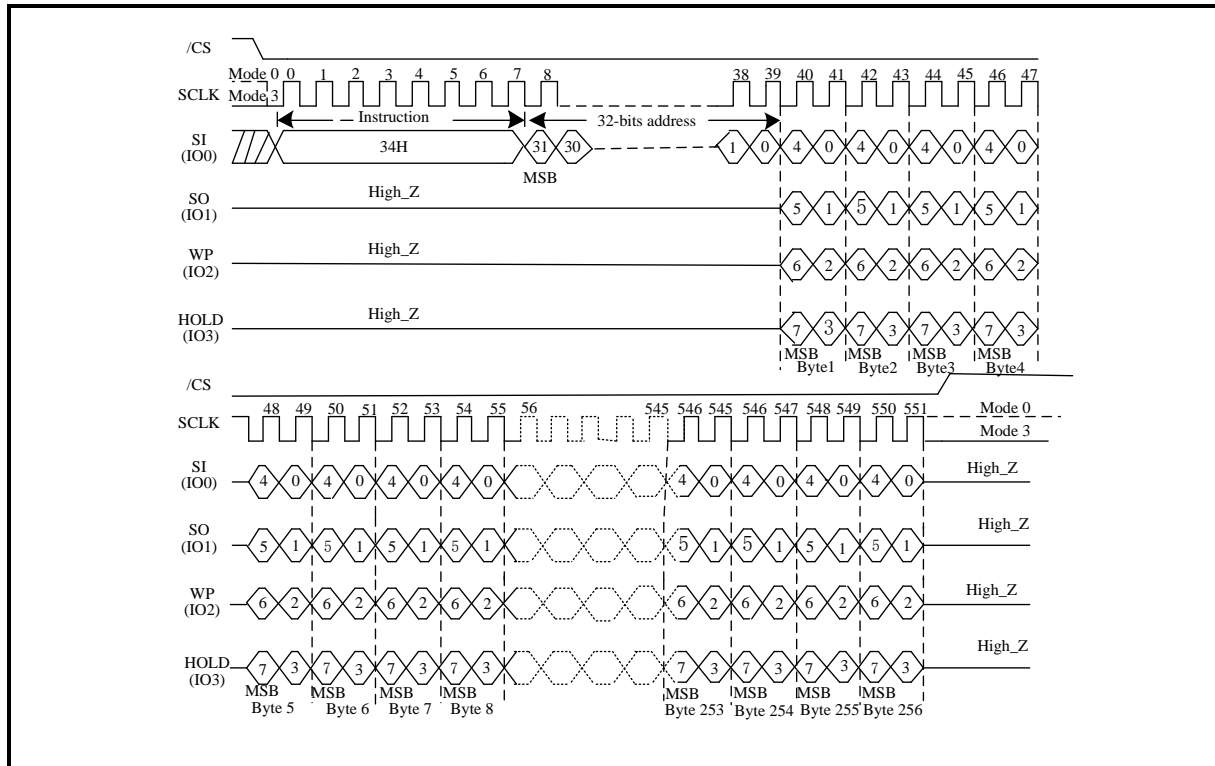 /CS
Mode 0 0 1 2 3 4 5 6 7 8 38 39 40 41 42 43 44 45 46 47
SCLK Mode 3
Instruction 32-bits address
SI
(IO0) 34H 31 30 1 0 4 0 4 0 4 0 4 0
MSB
SO
(IO1) High_Z 5 1 5 1 5 1 5 1
WP
(IO2) High_Z 6 2 6 2 6 2 6 2
HOLD
(IO3) High_Z 7 3 7 3 7 3 7 3
MSB MSB MSB MSB
Byte1 Byte2 Byte3 Byte4
/CS
SCLK 48 49 50 51 52 53 54 55 56 545 546 545 546 547 548 549 550 551 Mode 0
Mode 3
SI
(IO0) 4 0 4 0 4 0 4 0 4 0 4 0 4 0 4 0 High_Z
SO
(IO1) 5 1 5 1 5 1 5 1 5 1 5 1 5 1 5 1 High_Z
WP
(IO2) 6 2 6 2 6 2 6 2 6 2 6 2 6 2 6 2 High_Z
HOLD
(IO3) 7 3 7 3 7 3 7 3 7 3 7 3 7 3 7 3 High_Z
MSB MSB MSB MSB MSB MSB MSB MSB
Byte 5 Byte 6 Byte 7 Byte 8 Byte 253 Byte 254 Byte 255 Byte 256